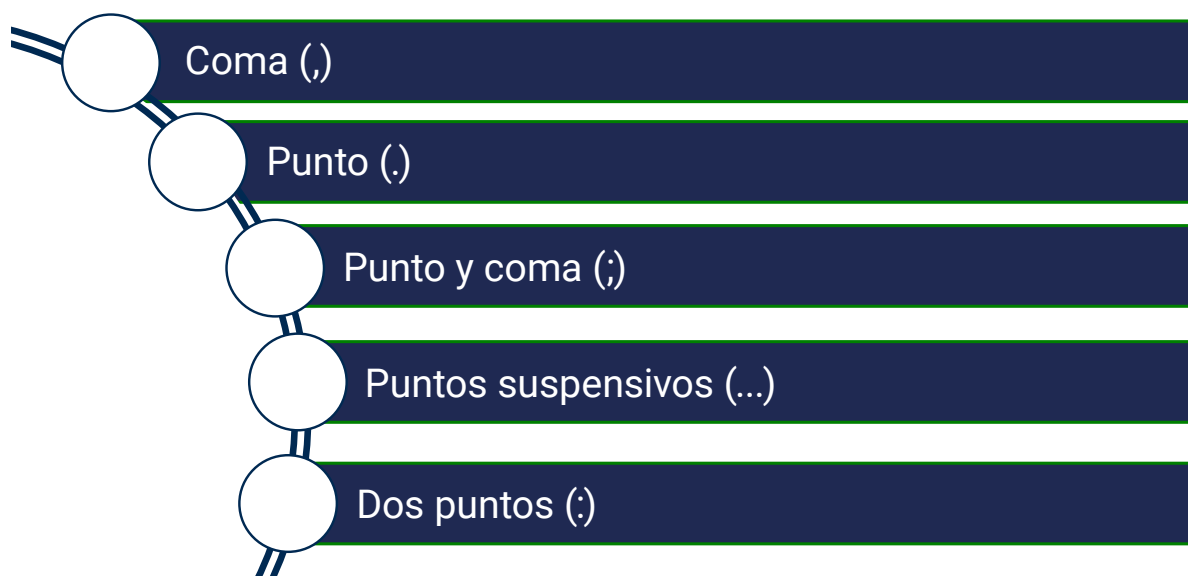 Coma (,)
Punto (.)
Punto y coma (;)
Puntos suspensivos (...)
Dos puntos (:)